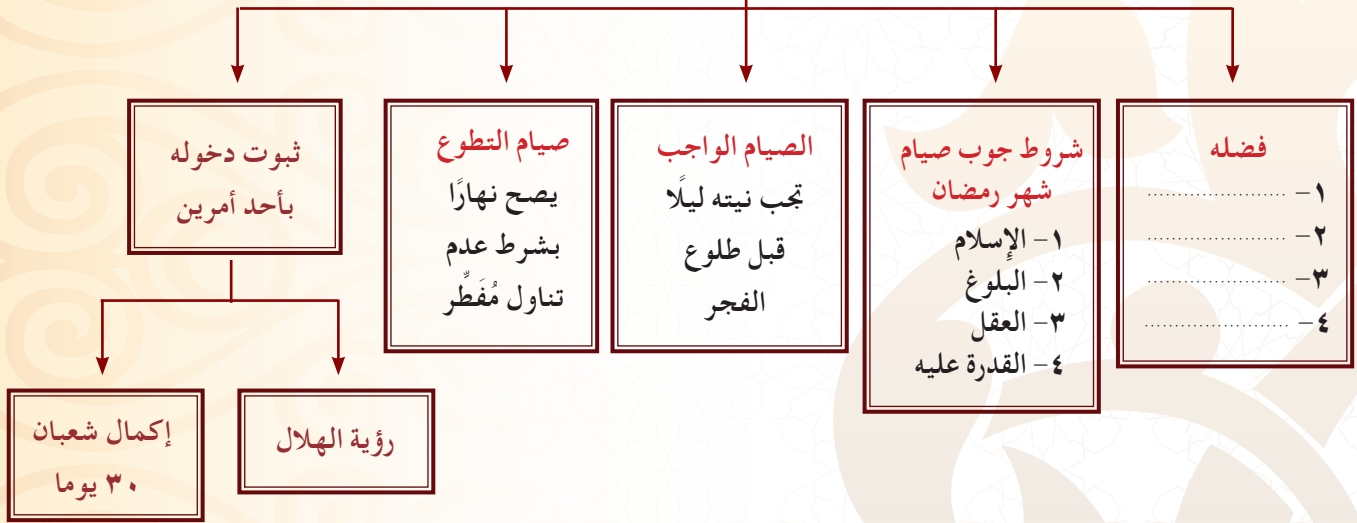 فضله
١- ......................
٢- ......................
٣- ......................
٤- ......................
شروط جوب صيام
شهر رمضان
١- الإسلام
٢- البلوغ
٣- العقل
٤- القدرة عليه
الصيام الواجب
تجب نيته ليلًا
قبل طلوع
الفجر
صيام التطوع
يصح نهارًا
بشرط عدم
تناول مُفَطِّر
ثبوت دخوله
بأحد أمرين
رؤية الهلال
إكمال شعبان
٣٠ يوما